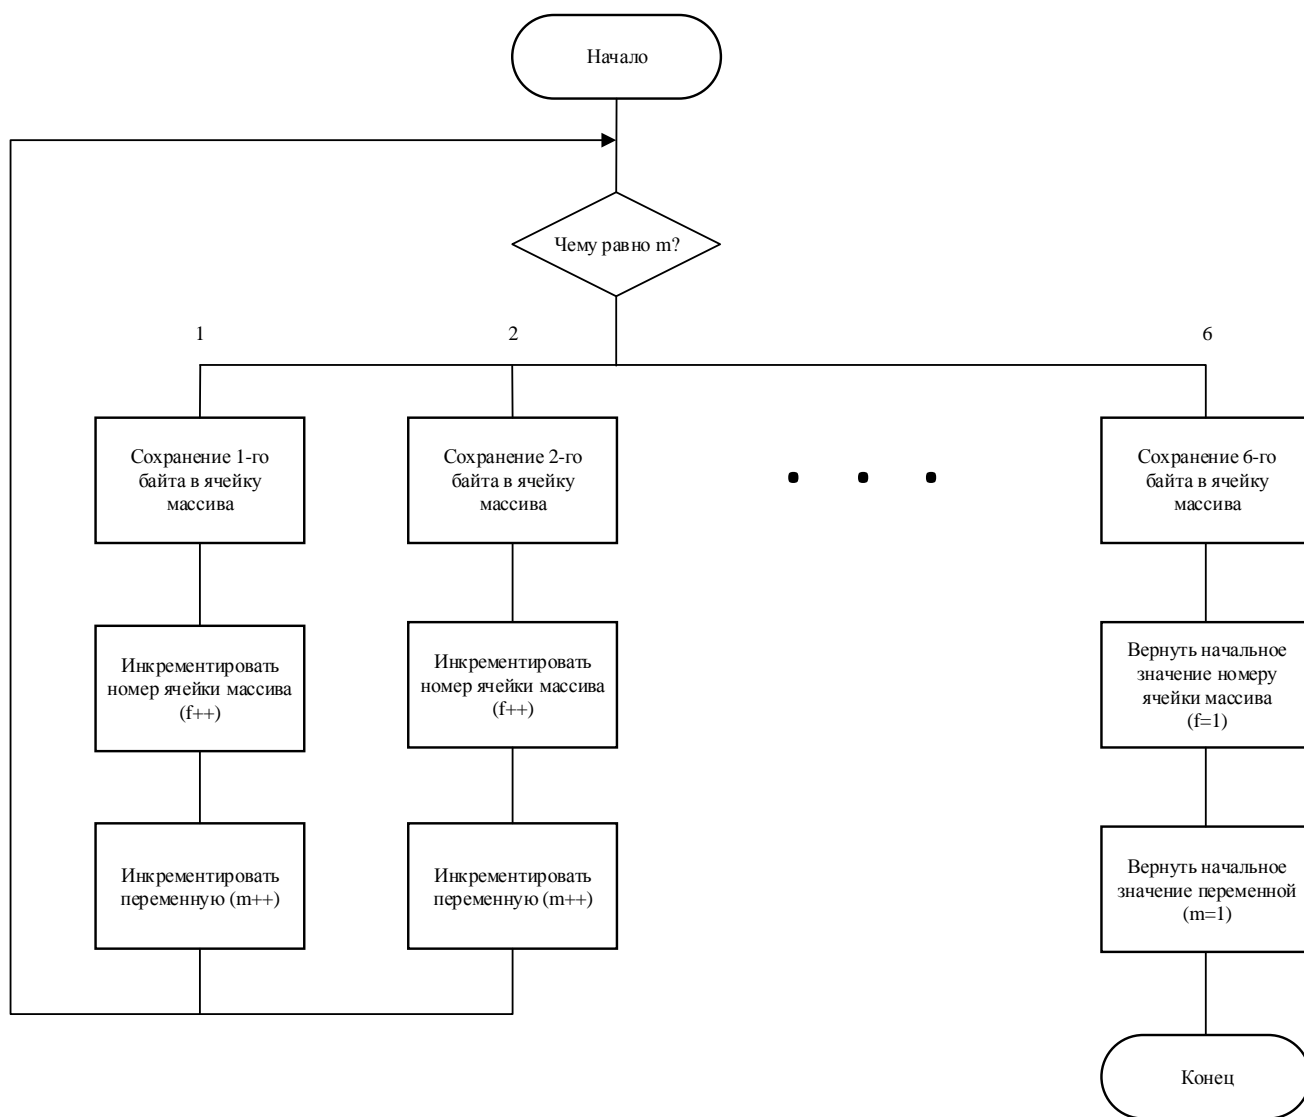 Начало
Чему равно m?
1
2
6
Сохранение 1-го
байта в ячейку
массива
Сохранение 2-го
байта в ячейку
массива
Сохранение 6-го
байта в ячейку
массива
Инкрементировать
номер ячейки массива
(f++)
Инкрементировать
номер ячейки массива
(f++)
Вернуть начальное
значение номеру
ячейки массива
(f=1)
Инкрементировать
переменную (m++)
Инкрементировать
переменную (m++)
Вернуть начальное
значение переменной
(m=1)
Конец